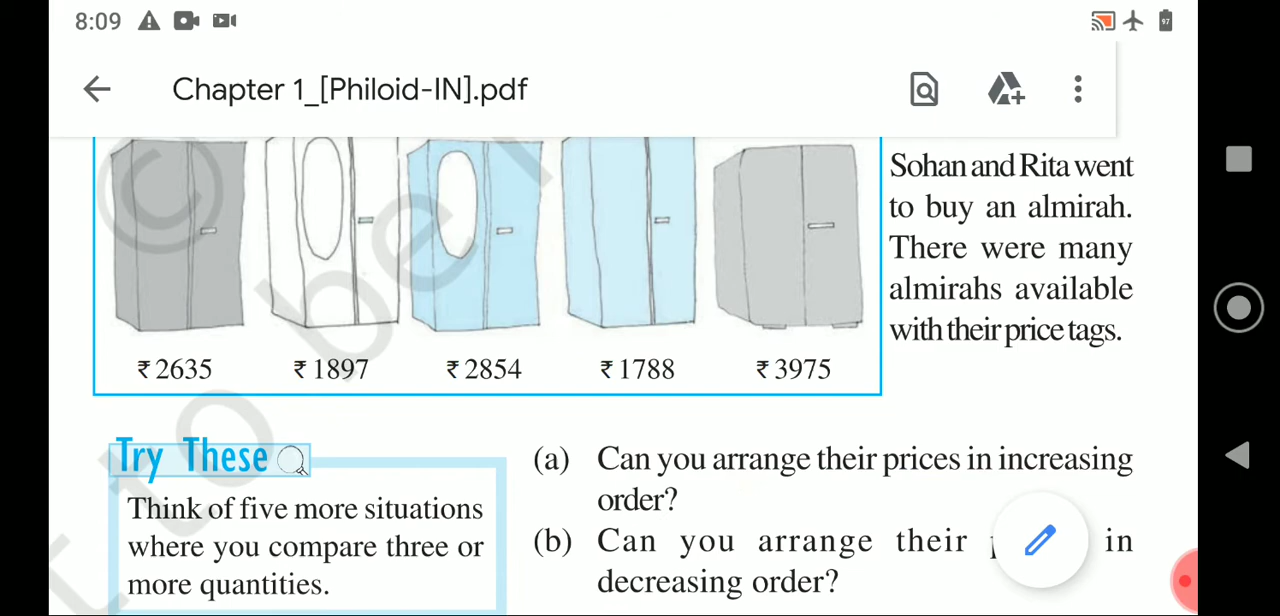 8:09
97
Chapter 1_[Philoid-IN].pdf
Sohan and Rita went
to buy an almirah.
There were many
almirahs available
with their price tags.
₹ 2635 ₹ 1897 ₹ 2854 ₹ 1788 ₹ 3975
Try These
Think of five more situations
where you compare three or
more quantities.
(a) Can you arrange their prices in increasing
order?
(b) Can you arrange their in
decreasing order?
© to be